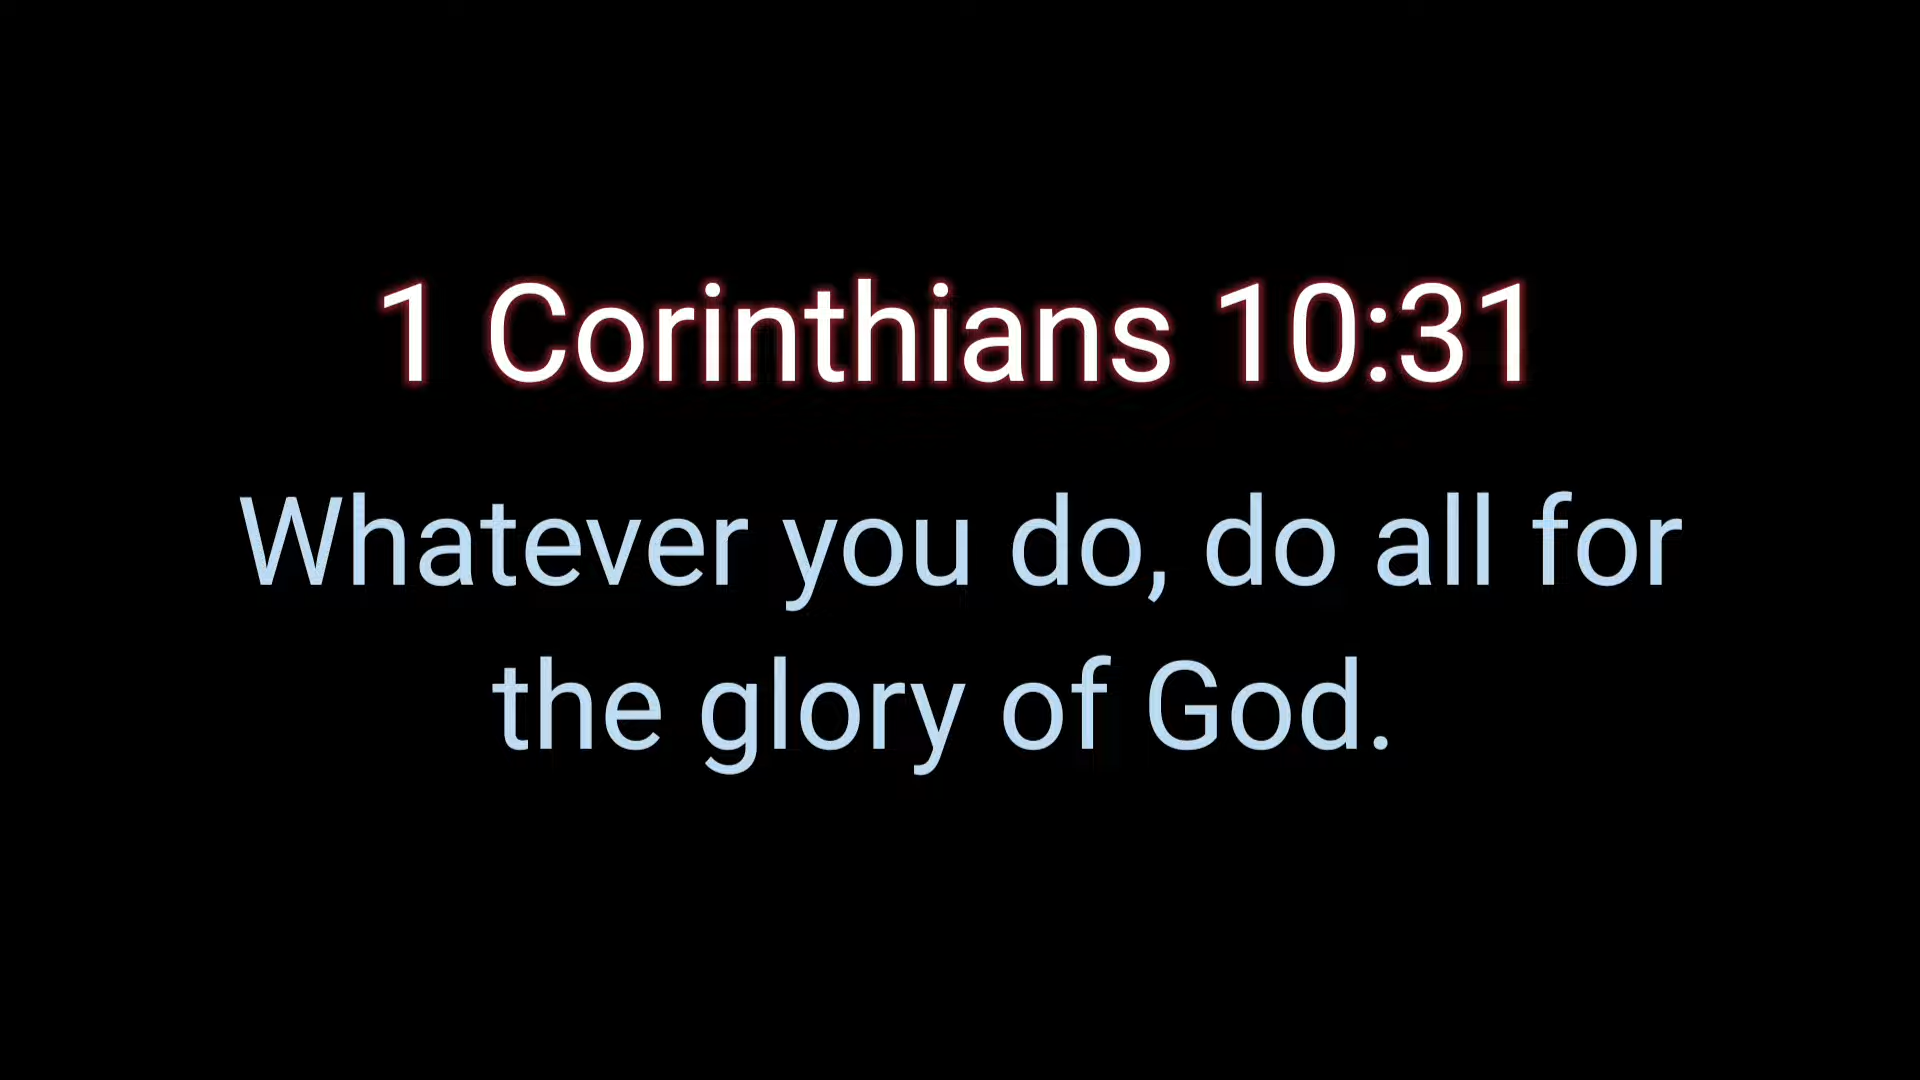 1 Corinthians 10:31
Whatever you do, do all for
the glory of God.